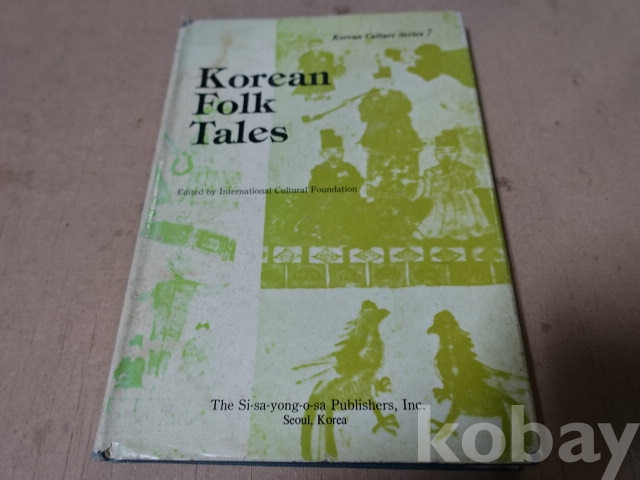 Korean Culture Series 7
Korean
Folk
Tales
Edited by International Cultural Foundation
The Si-sa-yong-o-sa Publishers, Inc.
Seoul, Korea
kobay